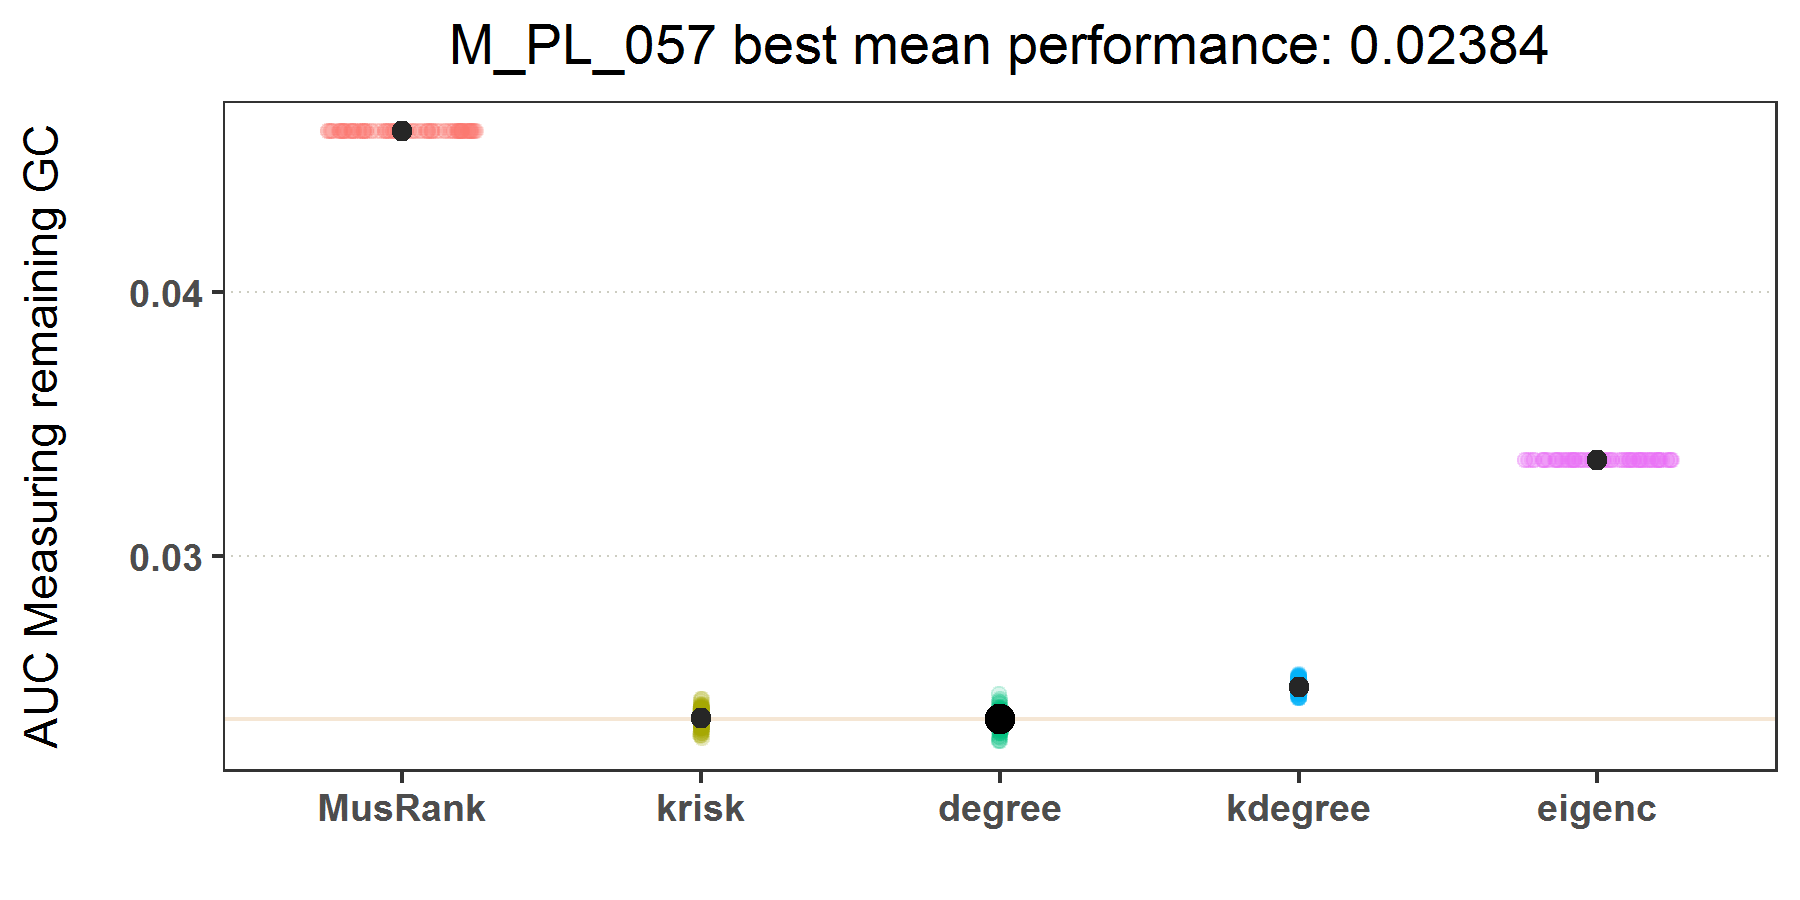 M_PL_057 best mean performance: 0.02384
AUC Measuring remaining GC
0.04
0.03
MusRank krisk degree kdegree eigenc